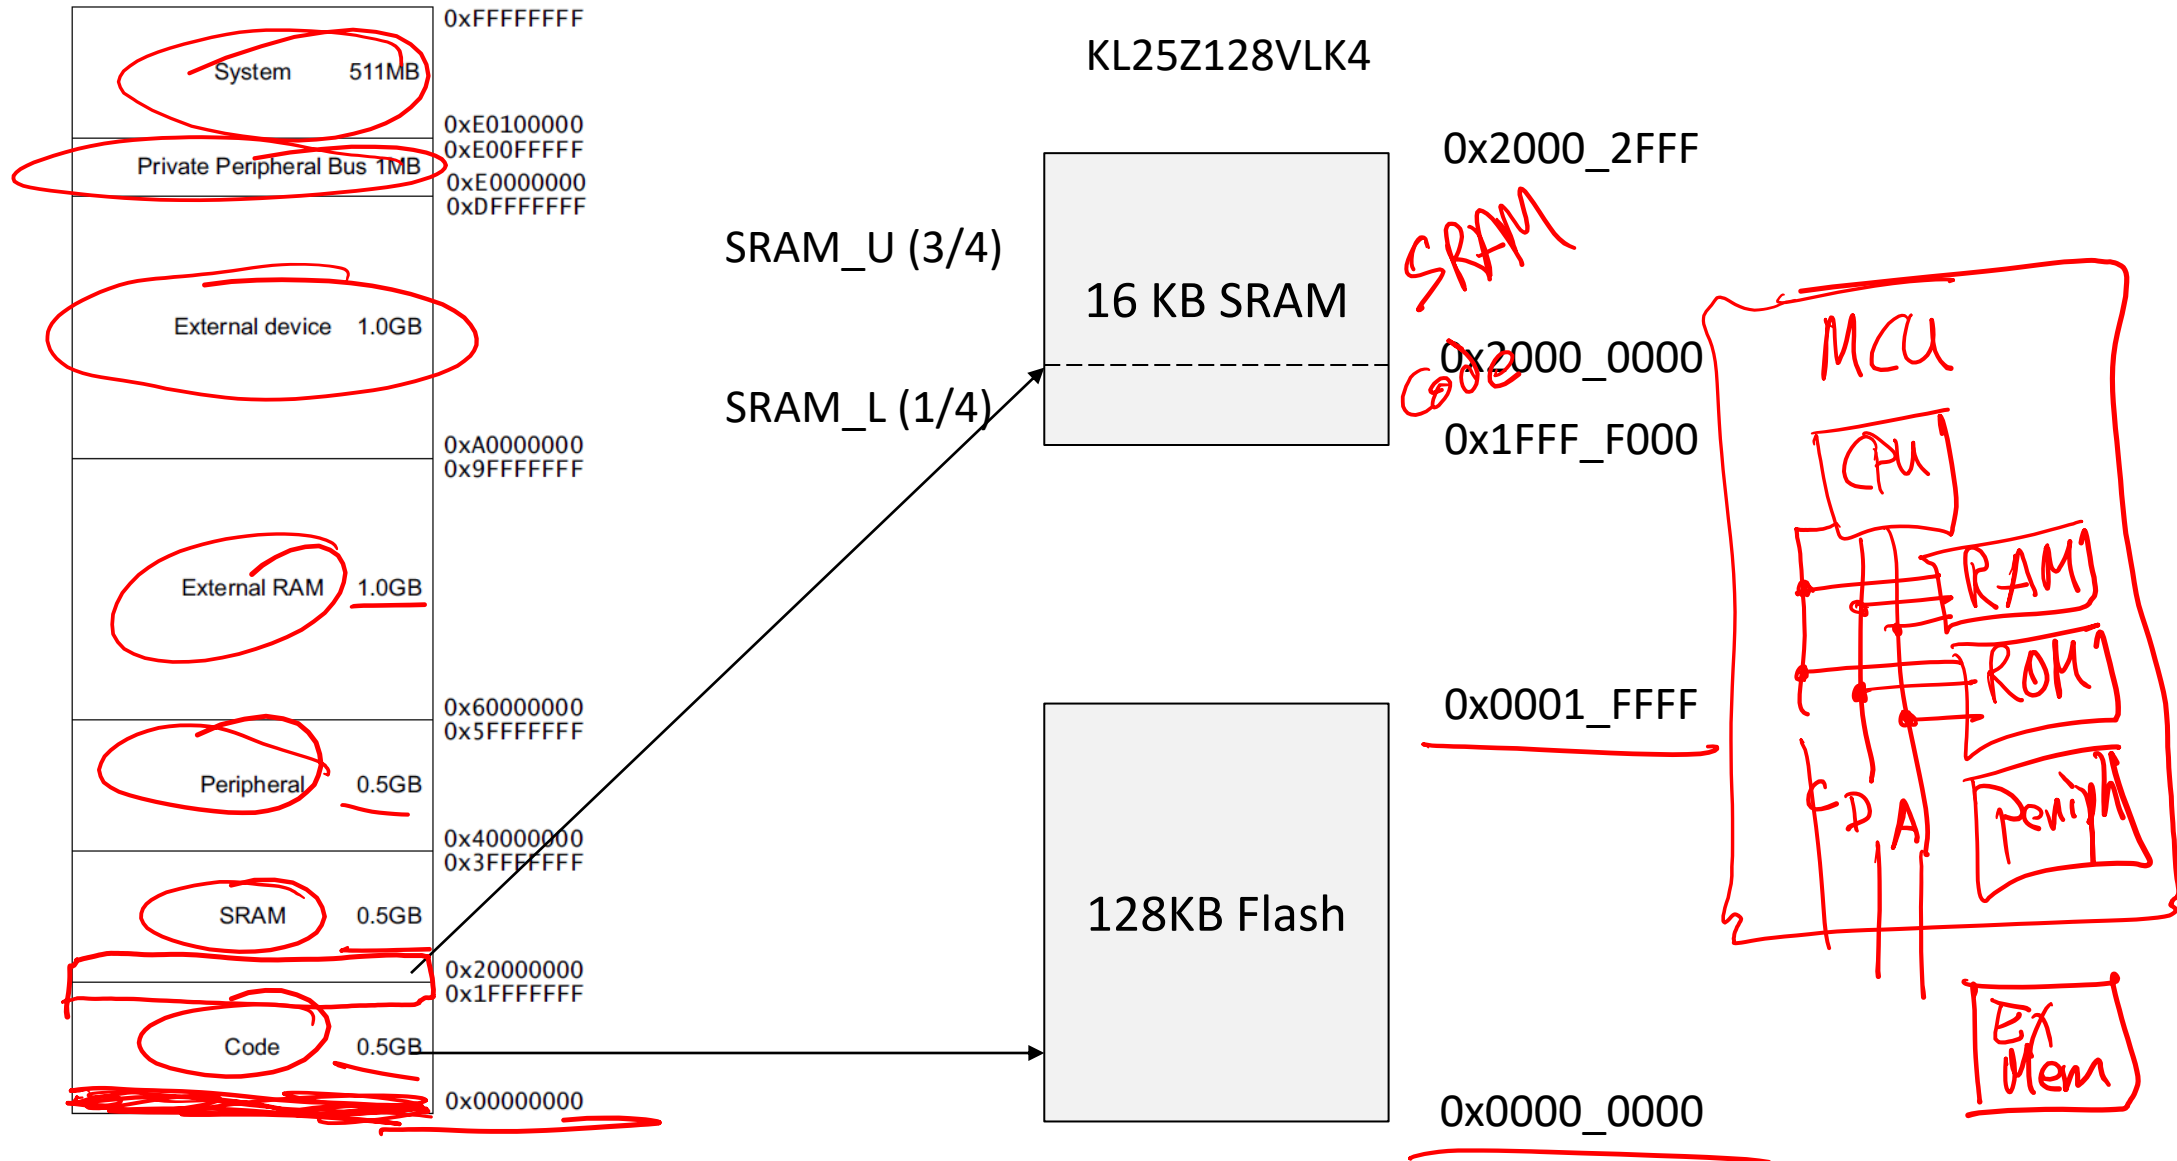 0xFFFFFFFF
System 511MB
0xE0100000
0xE00FFFFF
Private Peripheral Bus 1MB
0xE0000000
0xDFFFFFFF
External device 1.0GB
0xA0000000
0x9FFFFFFF
External RAM 1.0GB
0x60000000
0x5FFFFFFF
Peripheral 0.5GB
0x40000000
0x3FFFFFFF
SRAM 0.5GB
0x20000000
0x1FFFFFFF
Code 0.5GB
0x00000000
KL25Z128VLK4
0x2000_2FFF
SRAM_U (3/4)
SRAM
16 KB SRAM
0x2000_0000
Code
SRAM_L (1/4)
0x1FFF_F000
0x0001_FFFF
128KB Flash
0x0000_0000
MCU
CPU
RAM
ROM
C D A
Periph
Ex
Mem